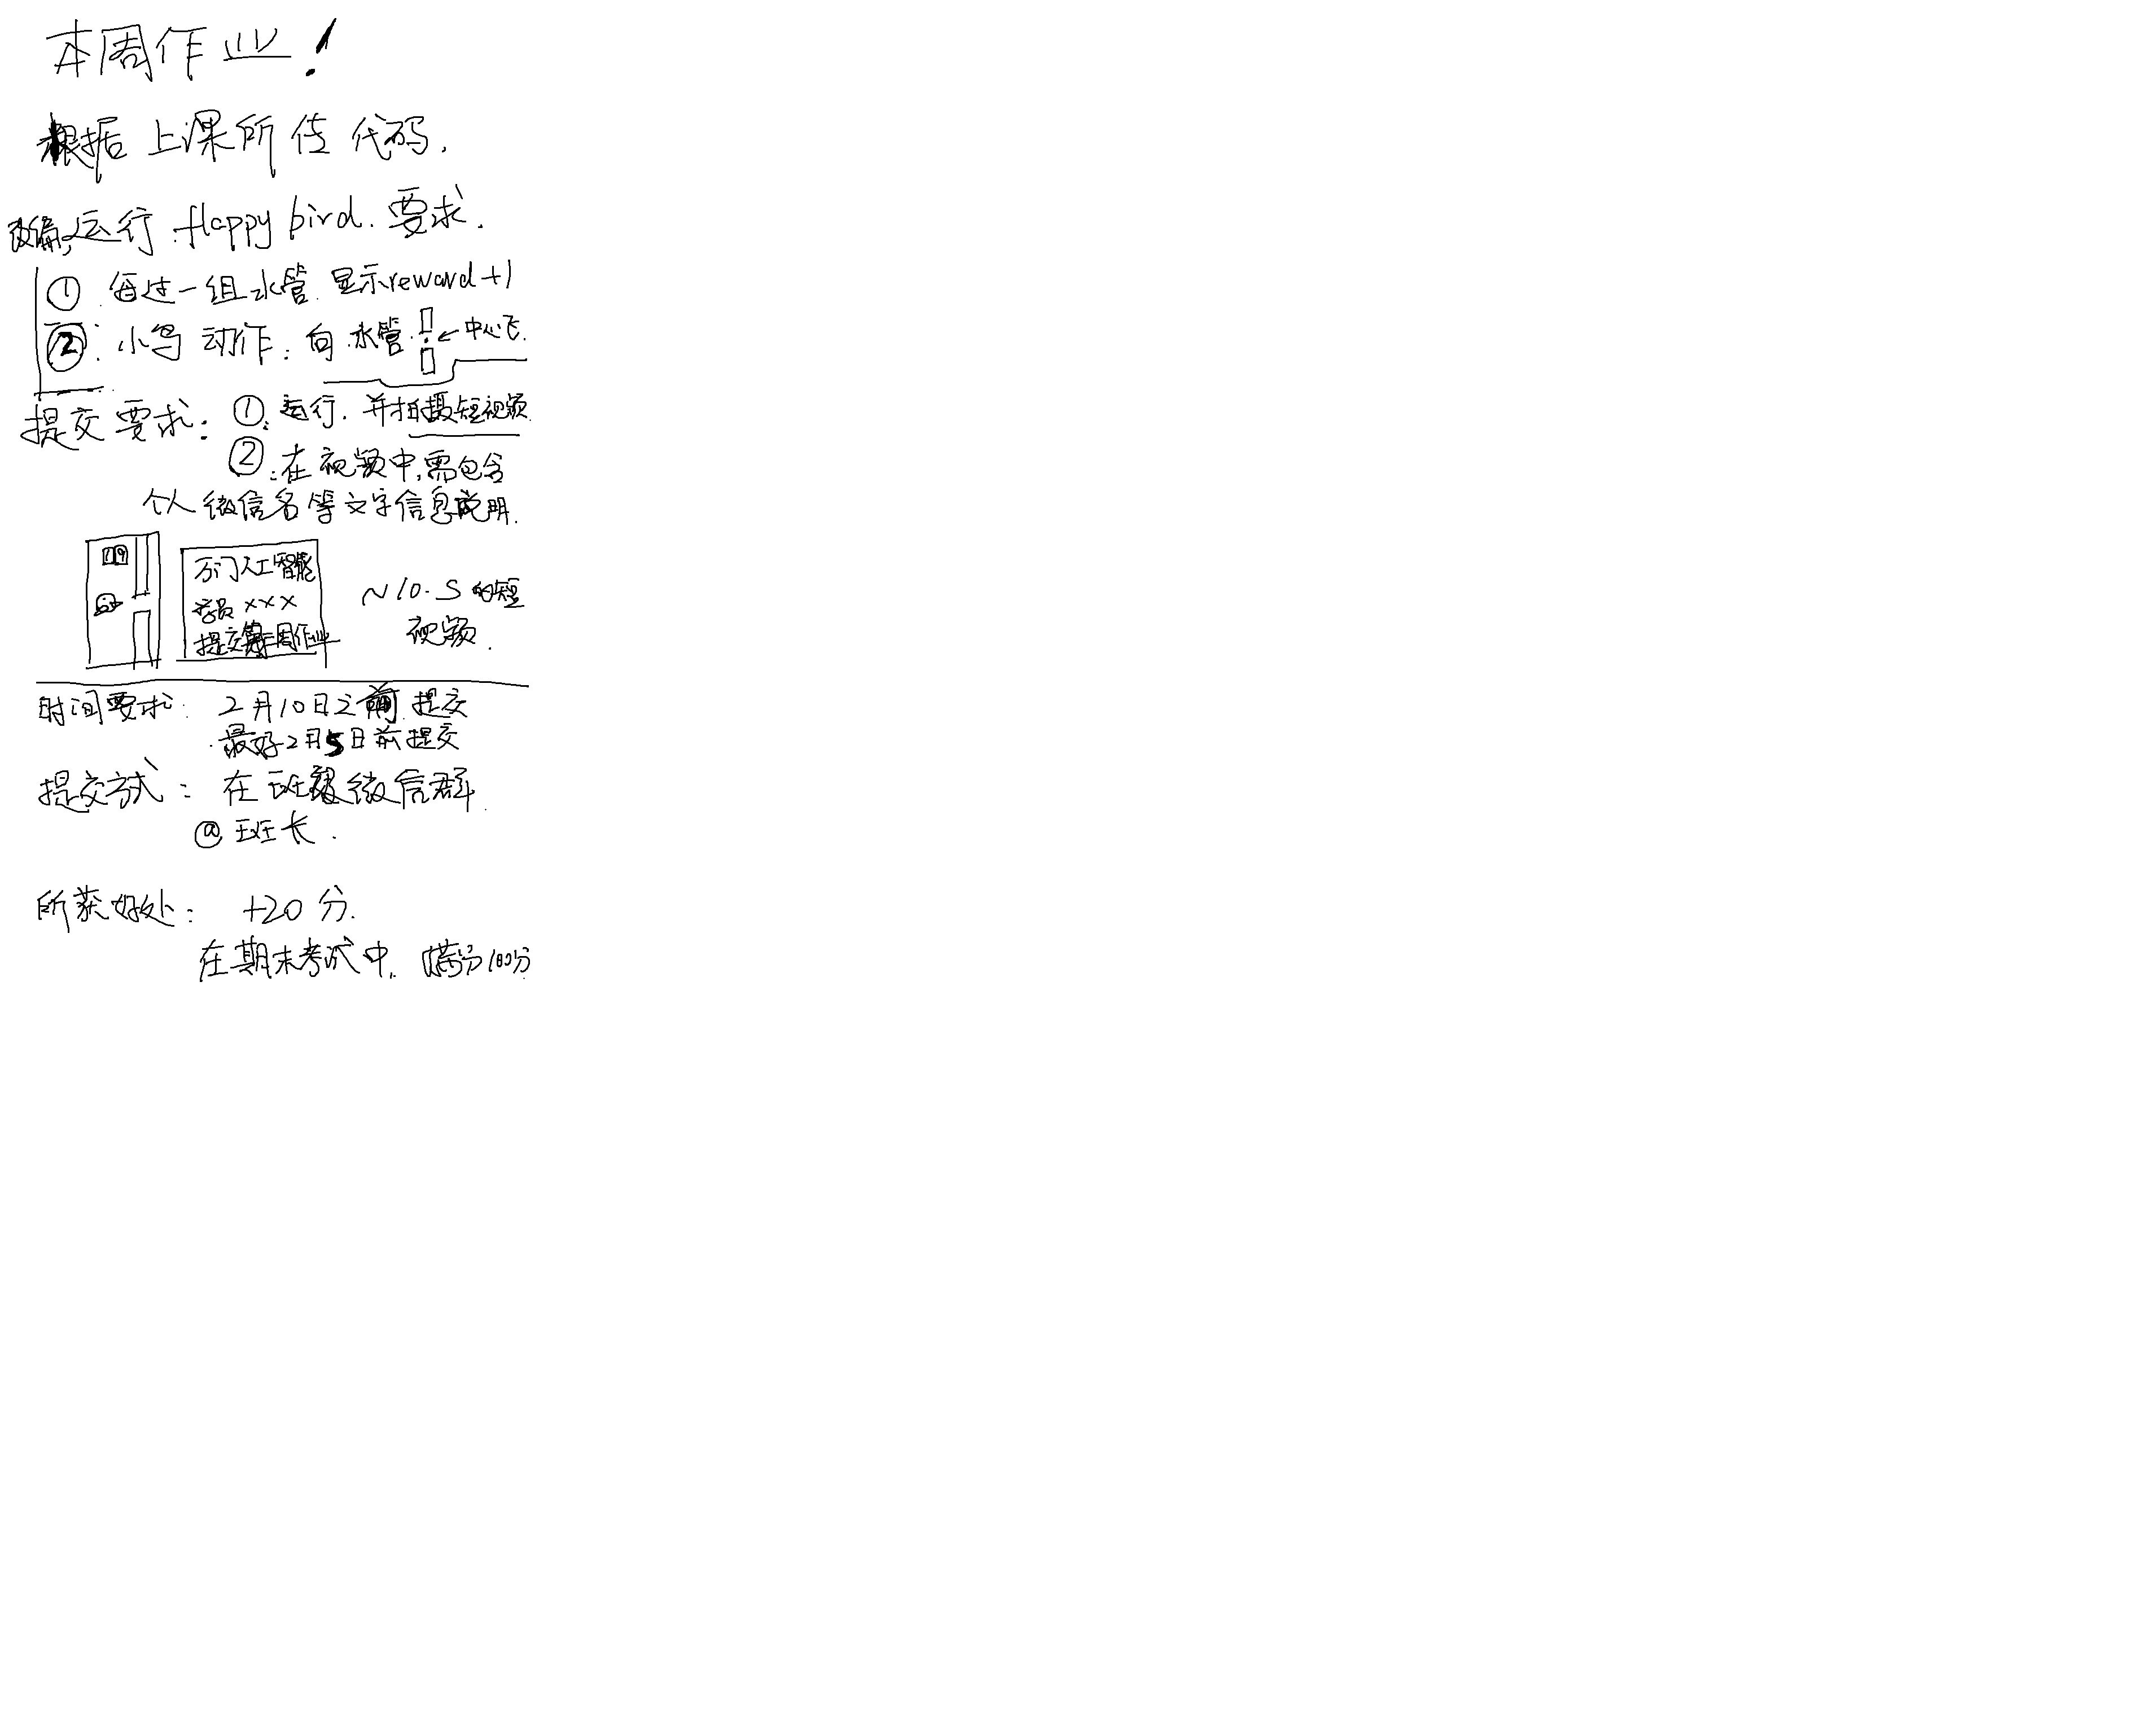 本周作业!
根据上课所传代码.
改编,运行 flappy bird. 要求.
① 每过一组水管 显示reward+1
②: 小鸟动作: 向水管 ← 中心飞.
提交要求: ①: 运行. 并拍摄短视频.
②: 在视频中,需包含
个人微信名等文字信息说明.
万门人工智能
学员 xxx
提交第 周作业
~10.S 的短
视频.
时间要求: 2月10日之前 提交
最好2月5日前提交
提交方式: 在班级微信群
@班长.
所获好处: +20分.
在期末考试中. 满分100分